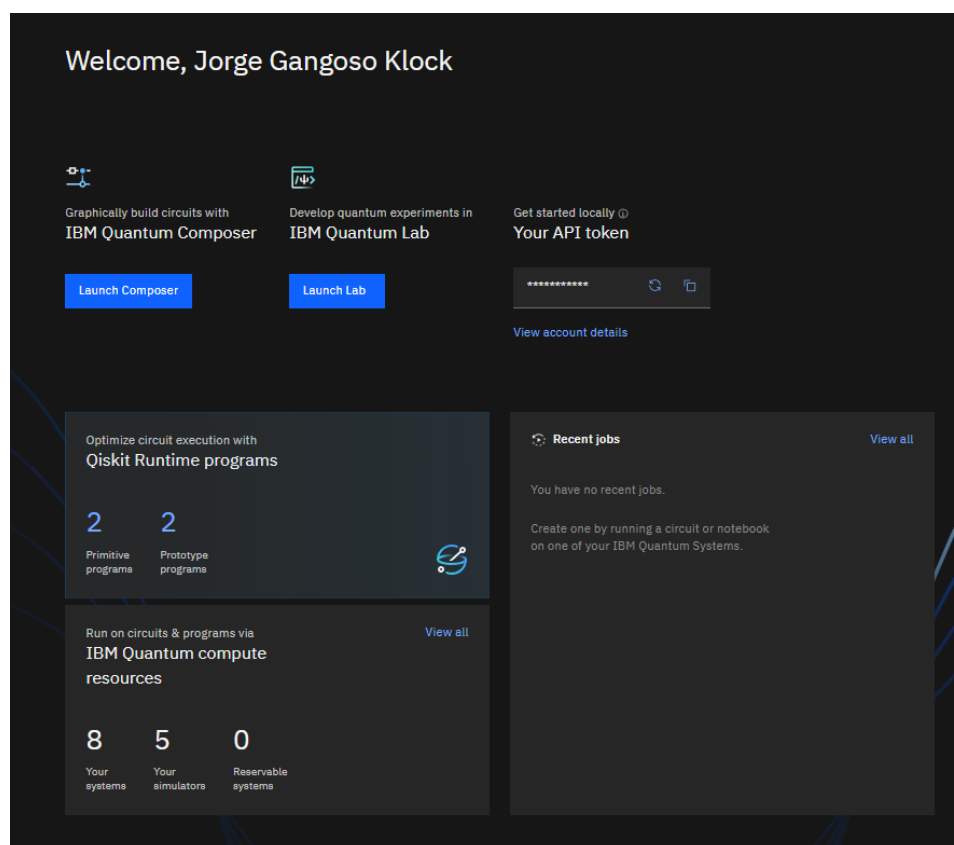 Welcome, Jorge Gangoso Klock
Graphically build circuits with
IBM Quantum Composer
Launch Composer
Develop quantum experiments in
IBM Quantum Lab
Launch Lab
Get started locally
Your API token
***********
View account details
Optimize circuit execution with
Qiskit Runtime programs
2
Primitive
programs
2
Prototype
programs
Run on circuits & programs via
IBM Quantum compute
resources
View all
8
Your
systems
5
Your
simulators
0
Reservable
systems
Recent jobs
View all
You have no recent jobs.
Create one by running a circuit or notebook
on one of your IBM Quantum Systems.